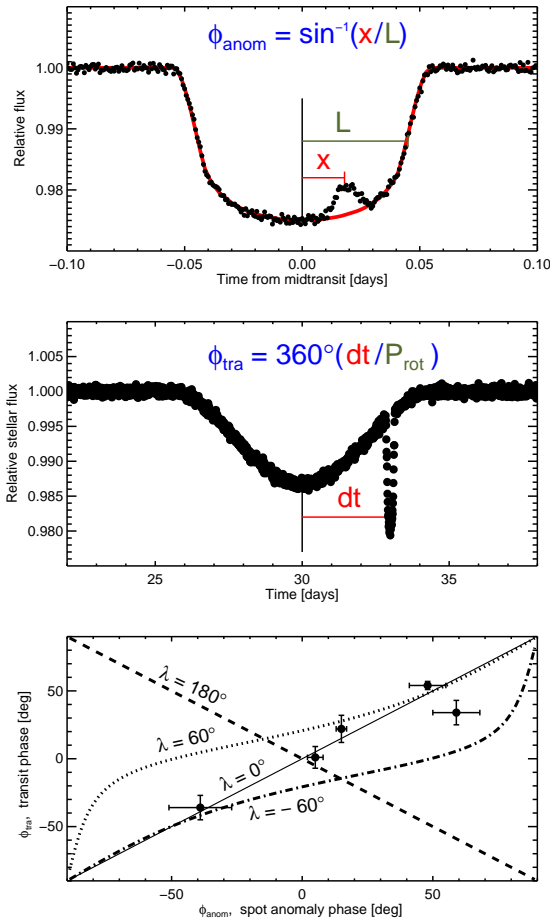 ϕanom = sin⁻¹(x/L)
Relative flux
1.00
0.99
0.98
L
x
−0.10 −0.05 0.00 0.05 0.10
Time from midtransit [days]
ϕtra = 360°(dt/Prot )
Relative stellar flux
1.005
1.000
0.995
0.990
0.985
0.980
dt
25 30 35
Time [days]
ϕtra, transit phase [deg]
50
0
−50
λ = 180°
λ = 60°
λ = 0°
λ = − 60°
−50 0 50
ϕanom, spot anomaly phase [deg]